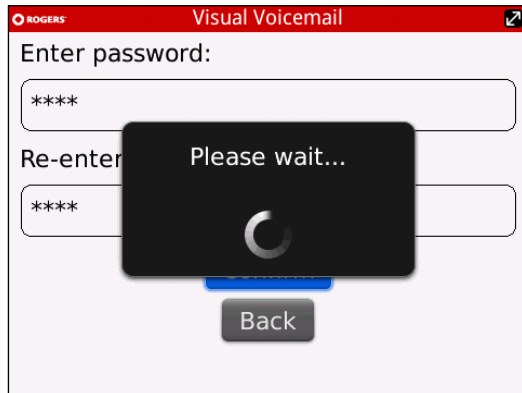 ROGERS Visual Voicemail
Enter password:
****
Re-enter
Please wait...
****
Back